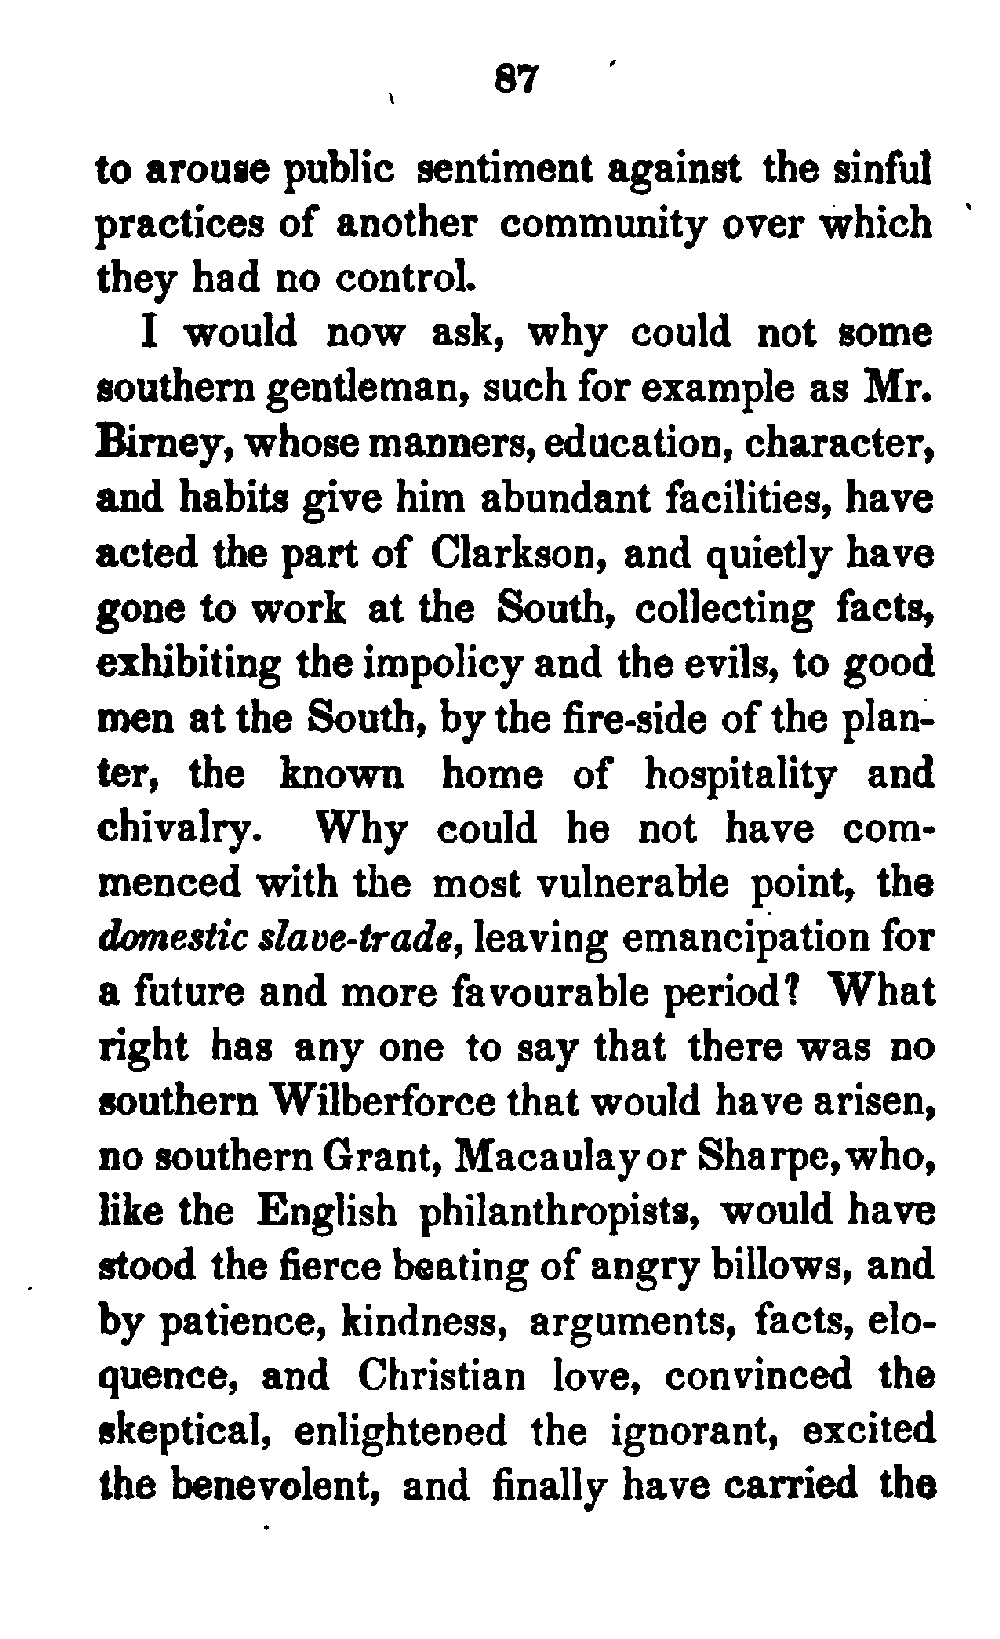 87
to arouse public sentiment against the sinful
practices of another community over which
they had no control.
I would now ask, why could not some
southern gentleman, such for example as Mr.
Birney, whose manners, education, character,
and habits give him abundant facilities, have
acted the part of Clarkson, and quietly have
gone to work at the South, collecting facts,
exhibiting the impolicy and the evils, to good
men at the South, by the fire-side of the plan-
ter, the known home of hospitality and
chivalry. Why could he not have com-
menced with the most vulnerable point, the
domestic slave-trade, leaving emancipation for
a future and more favourable period? What
right has any one to say that there was no
southern Wilberforce that would have arisen,
no southern Grant, Macaulay or Sharpe, who,
like the English philanthropists, would have
stood the fierce beating of angry billows, and
by patience, kindness, arguments, facts, elo-
quence, and Christian love, convinced the
skeptical, enlightened the ignorant, excited
the benevolent, and finally have carried the